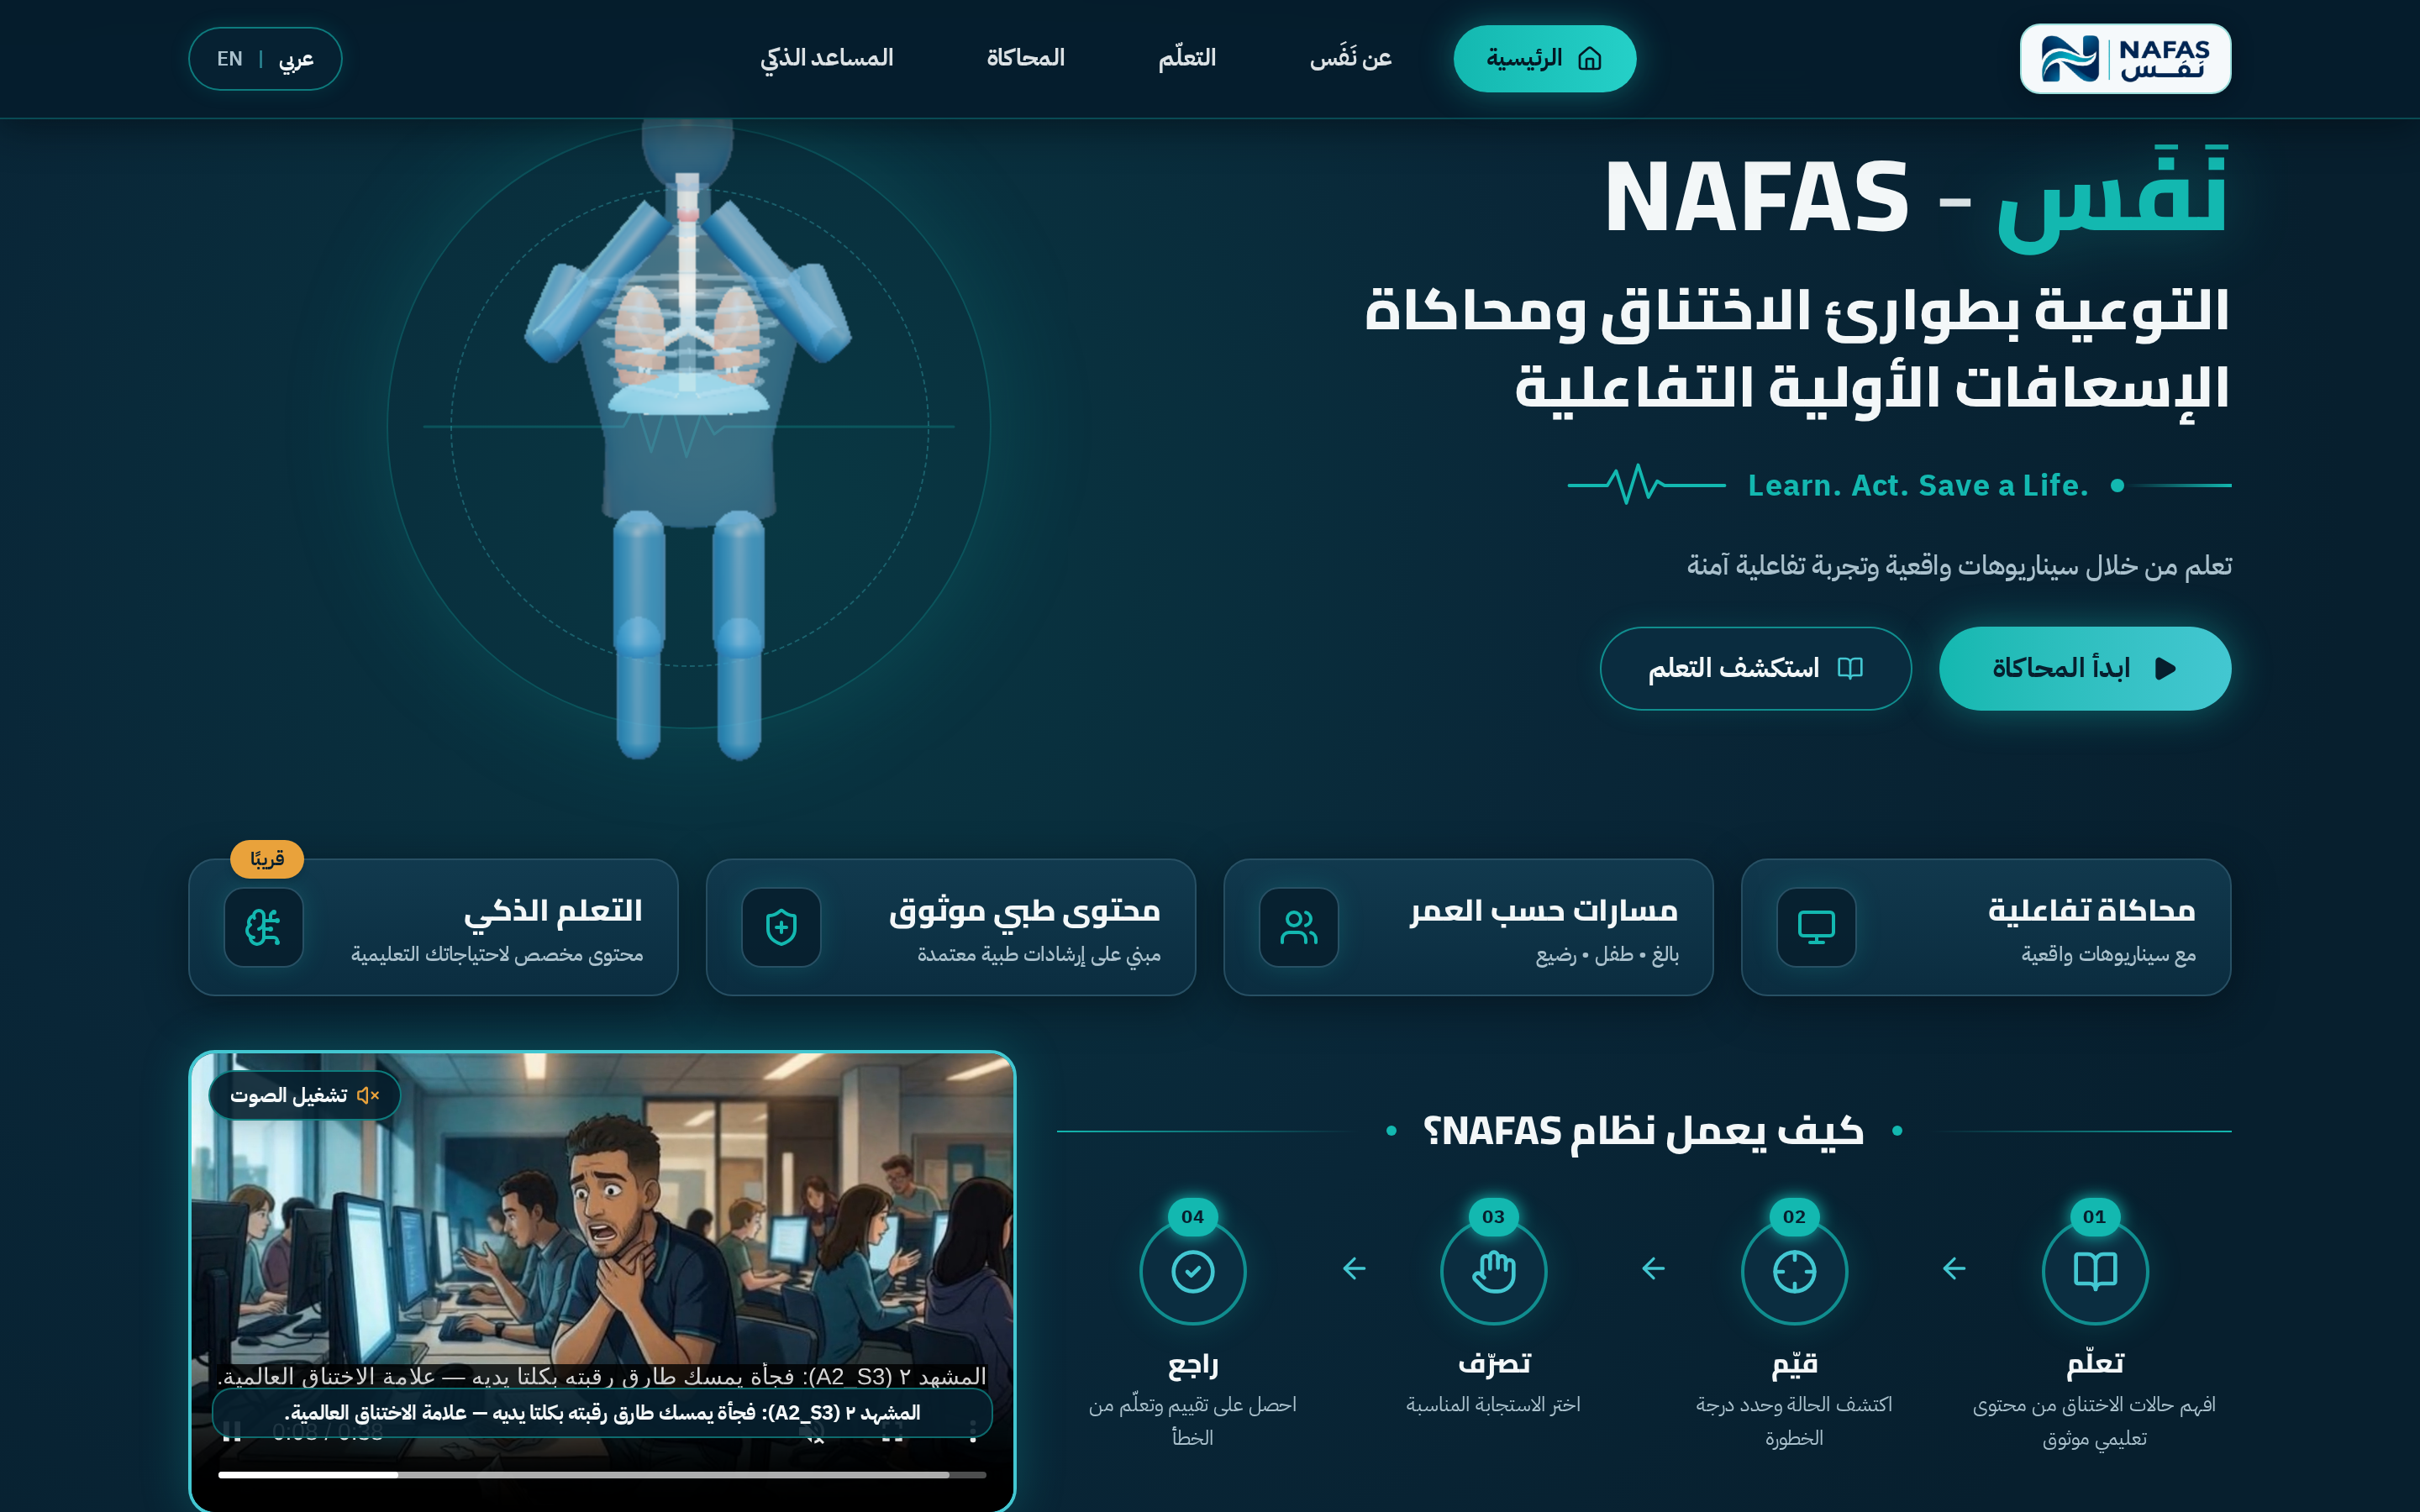 NAFAS
نَفَس
الرئيسية
عن نَفَس
التعلّم
المحاكاة
المساعد الذكي
عربي | EN
نَفَس – NAFAS
التوعية بطوارئ الاختناق ومحاكاة
الإسعافات الأولية التفاعلية
Learn. Act. Save a Life.
تعلم من خلال سيناريوهات واقعية وتجربة تفاعلية آمنة
ابدأ المحاكاة
استكشف التعلم
محاكاة تفاعلية
مع سيناريوهات واقعية
مسارات حسب العمر
بالغ • طفل • رضيع
محتوى طبي موثوق
مبني على إرشادات طبية معتمدة
قريبًا
التعلم الذكي
محتوى مخصص لاحتياجاتك التعليمية
كيف يعمل نظام NAFAS؟
01
تعلّم
افهم حالات الاختناق من محتوى
تعليمي موثوق
02
قيّم
اكتشف الحالة وحدد درجة
الخطورة
03
تصرّف
اختر الاستجابة المناسبة
04
راجع
احصل على تقييم وتعلّم من
الخطأ
تشغيل الصوت
المشهد ٢ (A2_S3): فجأة يمسك طارق رقبته بكلتا يديه — علامة الاختناق العالمية.
المشهد ٢ (A2_S3): فجأة يمسك طارق رقبته بكلتا يديه — علامة الاختناق العالمية.
0:08 / 0:38